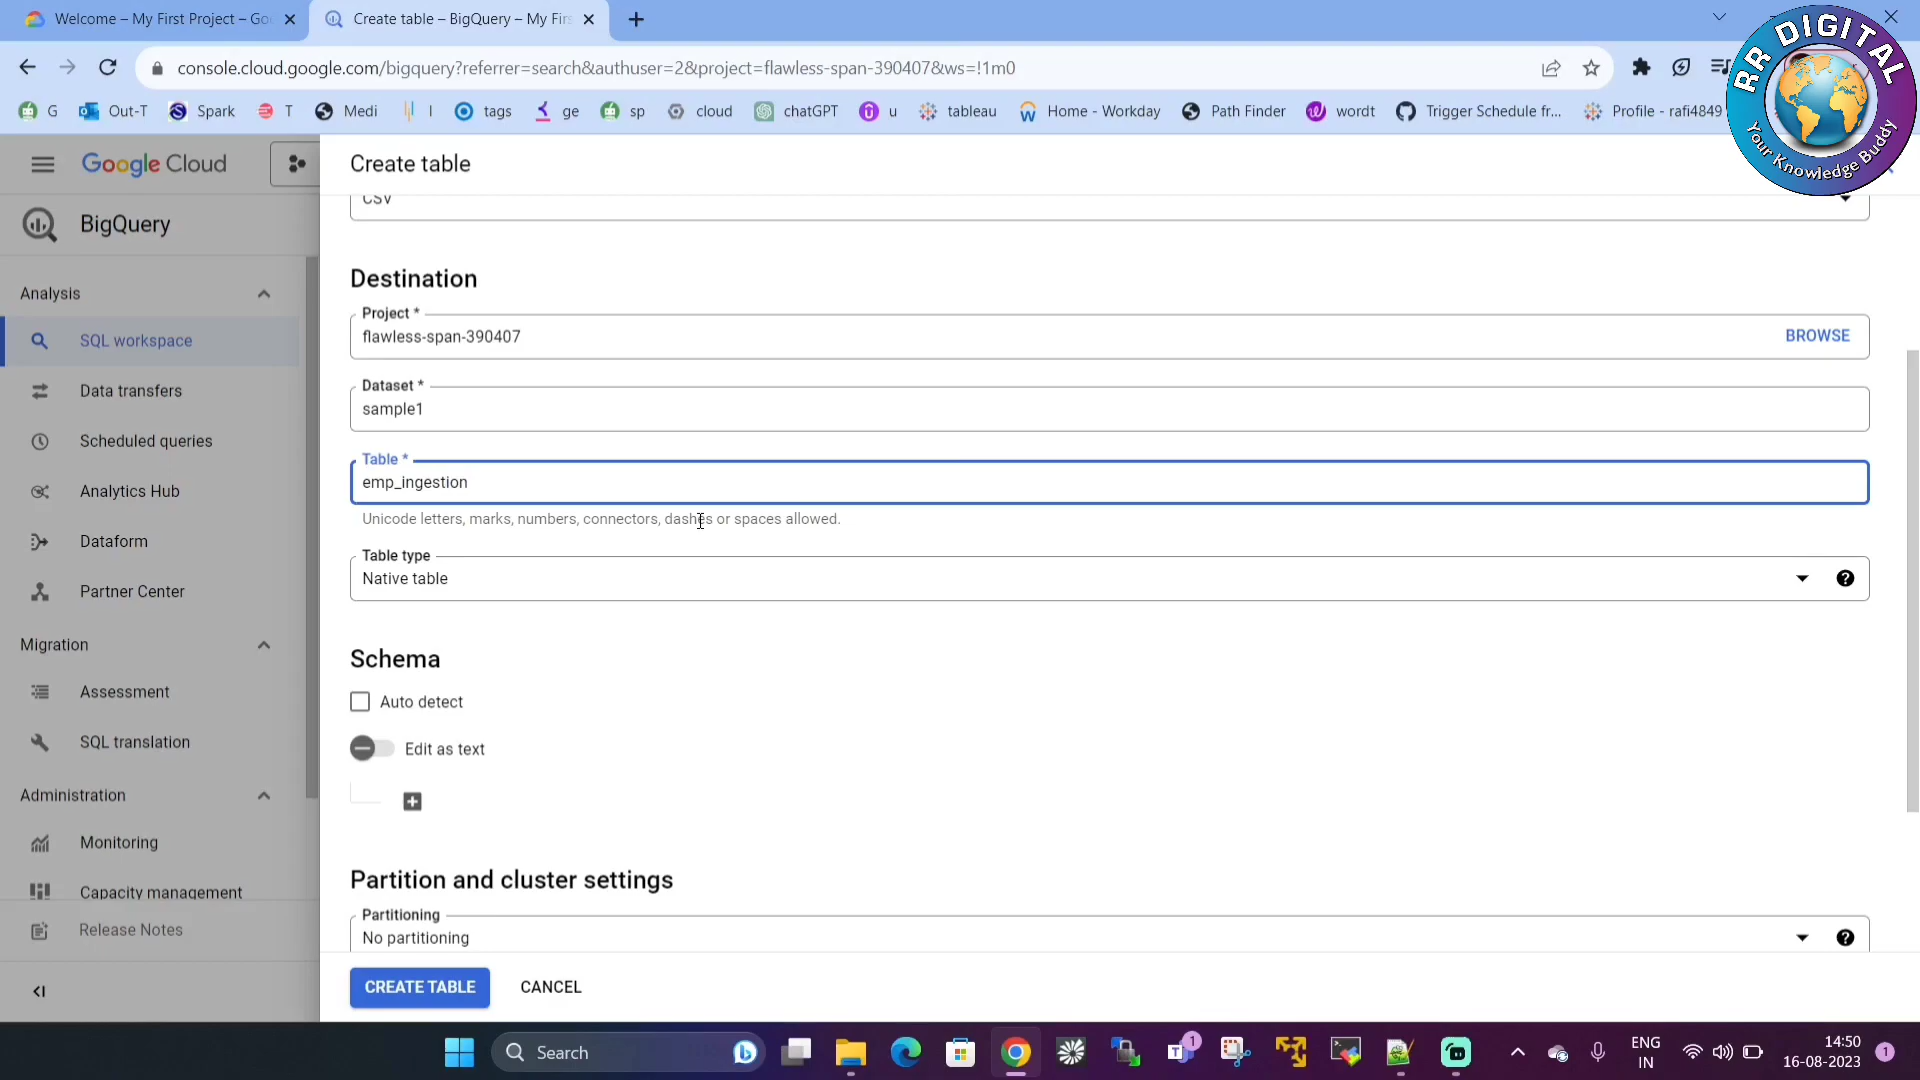 Welcome – My First Project – Go
Create table – BigQuery – My Firs
console.cloud.google.com/bigquery?referrer=search&authuser=2&project=flawless-span-390407&ws=!1m0
G
Out-T
Spark
T
Medi
I
tags
ge
sp
cloud
chatGPT
u
tableau
Home - Workday
Path Finder
wordt
Trigger Schedule fr...
Profile - rafi4849
RR DIGITAL
Your Knowledge Buddy
Google Cloud
Create table
BigQuery
Analysis
SQL workspace
Data transfers
Scheduled queries
Analytics Hub
Dataform
Partner Center
Migration
Assessment
SQL translation
Administration
Monitoring
Capacity management
Release Notes
CSV
Destination
Project *
flawless-span-390407
BROWSE
Dataset *
sample1
Table *
emp_ingestion
Unicode letters, marks, numbers, connectors, dashes or spaces allowed.
Table type
Native table
Schema
Auto detect
Edit as text
Partition and cluster settings
Partitioning
No partitioning
CREATE TABLE
CANCEL
Search
1
ENG
IN
14:50
16-08-2023
1